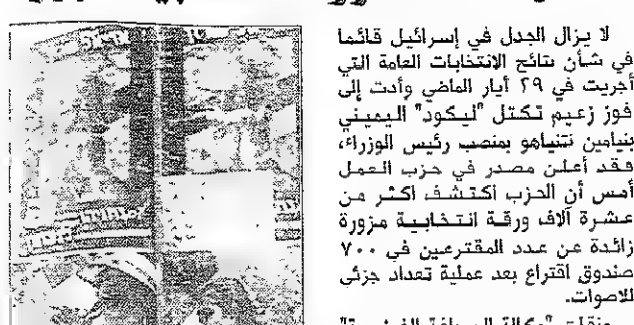 لا يزال الجدل في إسرائيل قائما
في شأن نتائج الانتخابات العامة التي
أجريت في ٢٩ أيار الماضي وأدت إلى
فوز زعيم تكتل "ليكود" اليميني
بنيامين نتنياهو بمنصب رئيس الوزراء،
فقد أعلن مصدر في حزب العمل
أمس أن الحزب اكتشف اكثر من
عشرة آلاف ورقة انتخابية مزورة
زائدة عن عدد المقترعين في ٧٠٠
صندوق اقتراع بعد عملية تعداد جزئي
للاصوات.